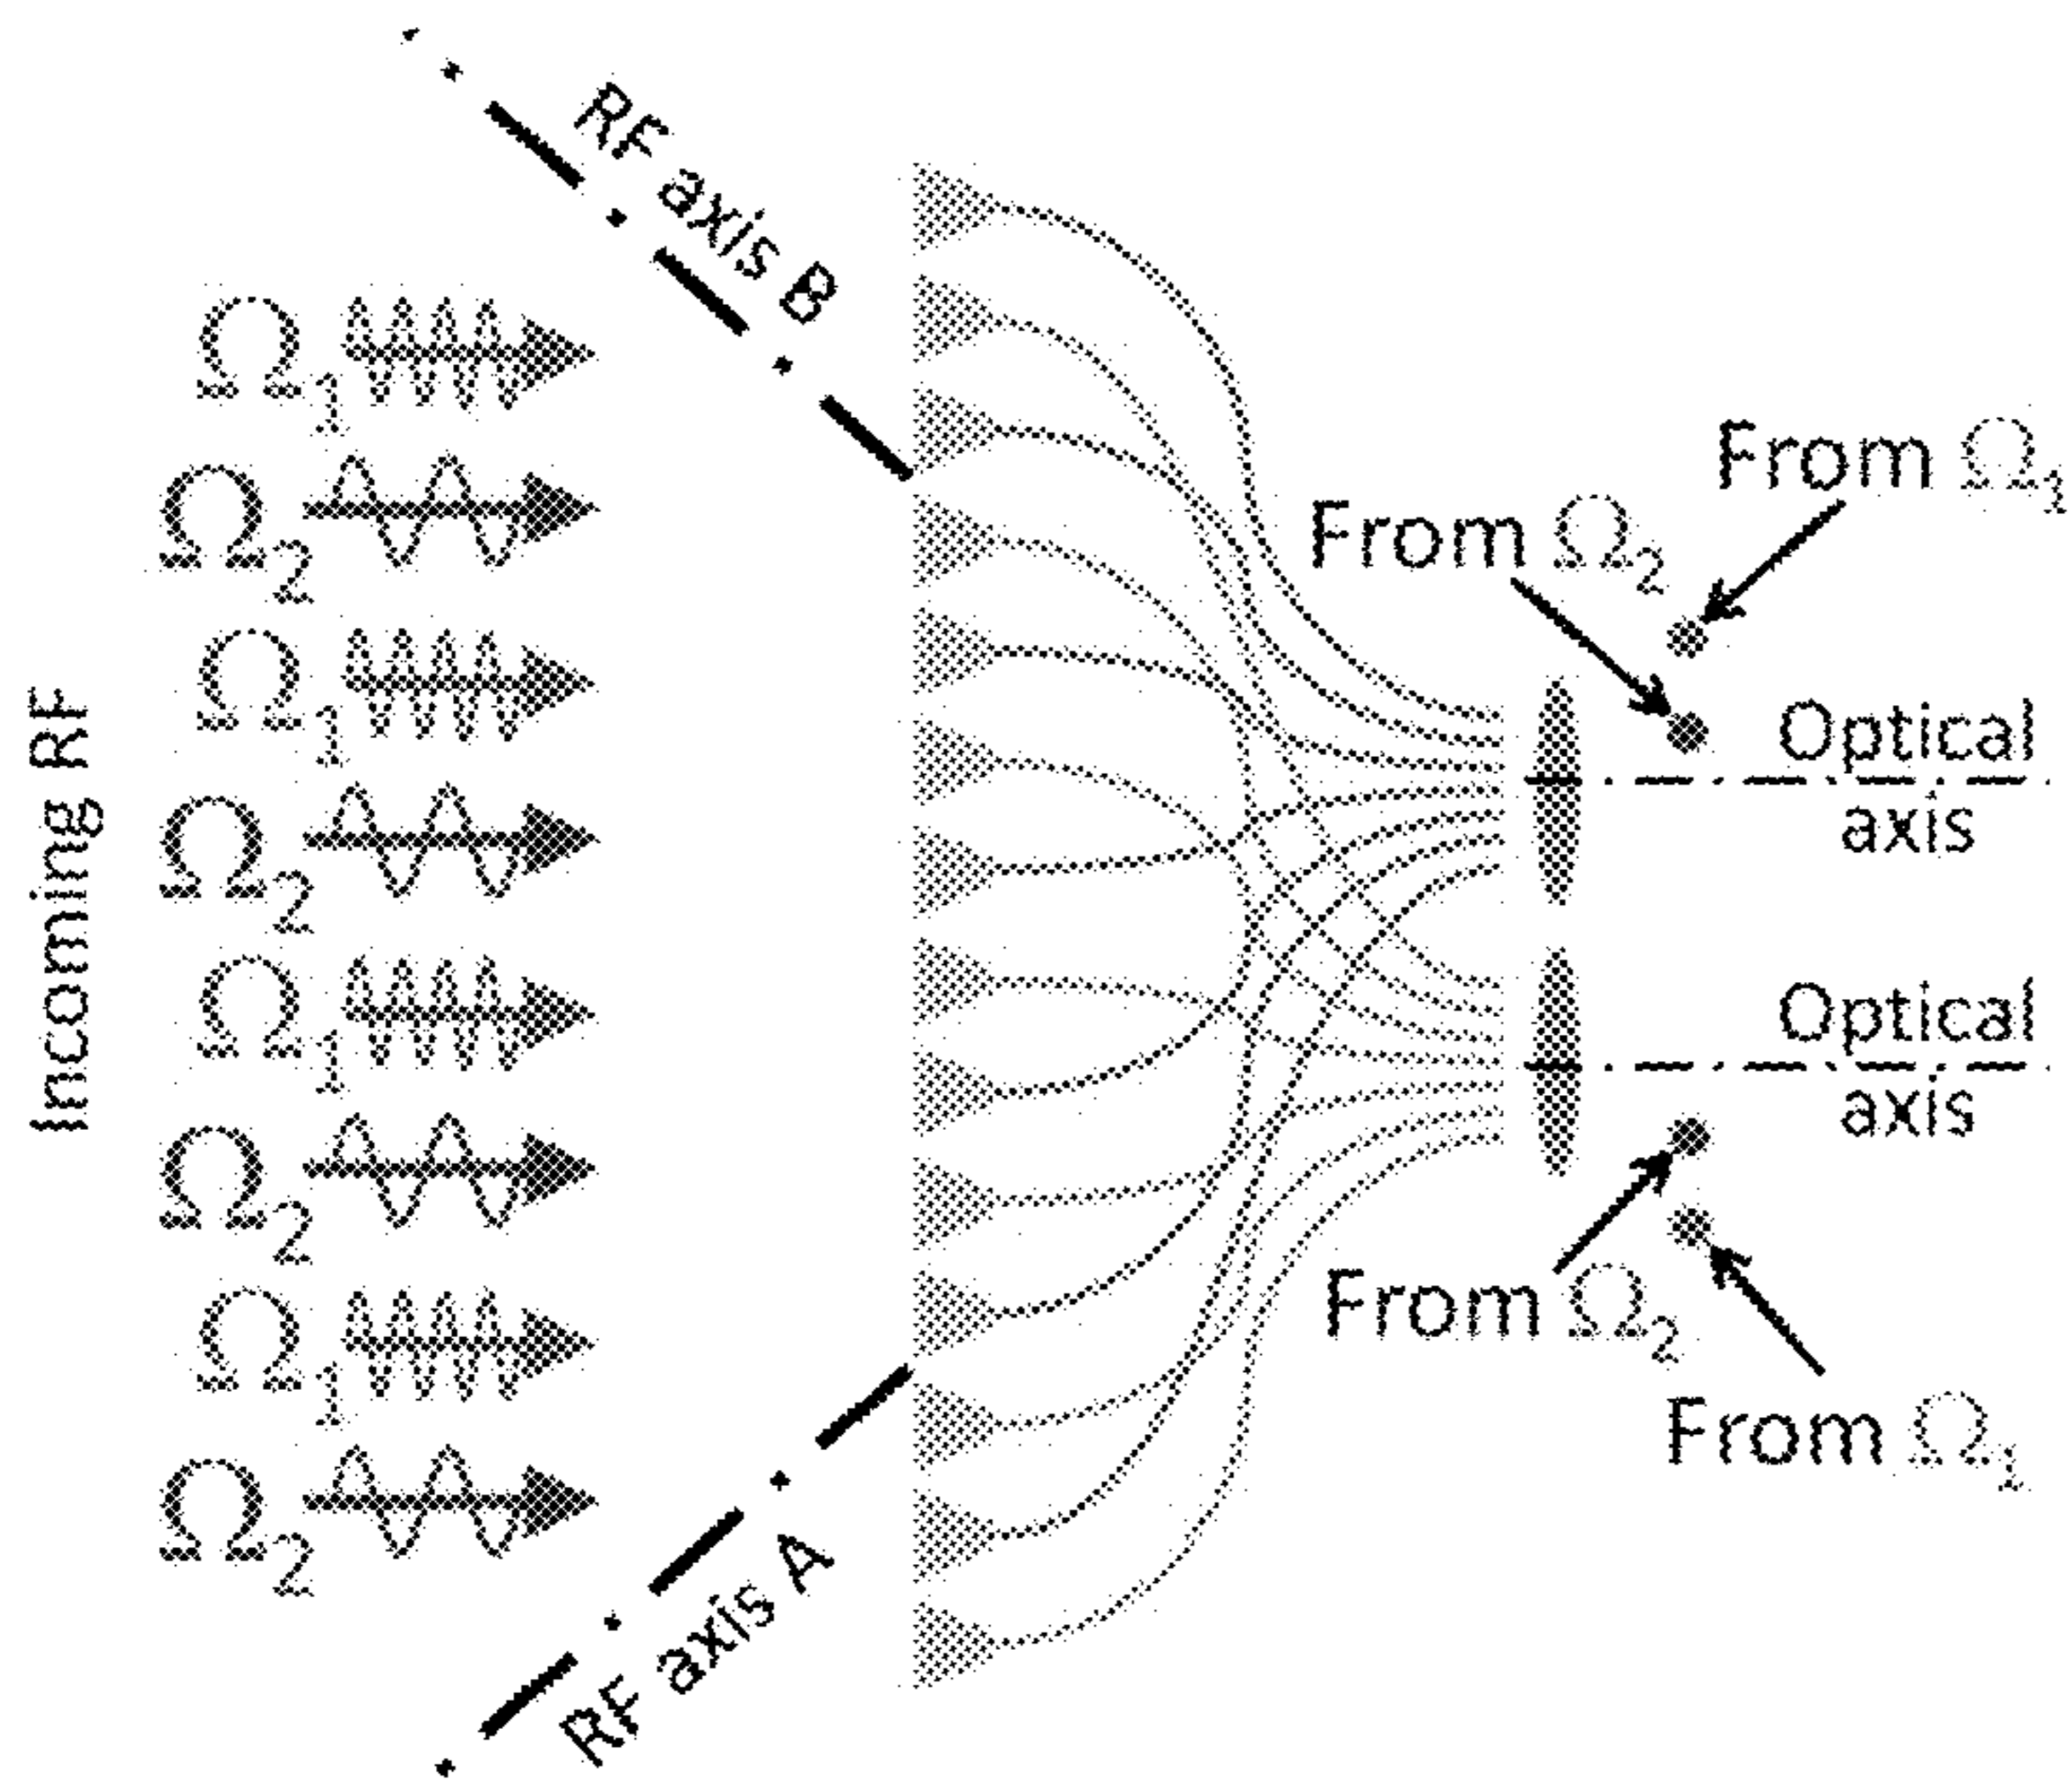 RF axis B
Incoming RF
Ω1
Ω2
Ω1
Ω2
Ω1
Ω2
Ω1
Ω2
RF axis A
From Ω1
From Ω2
Optical
axis
Optical
axis
From Ω2
From Ω1